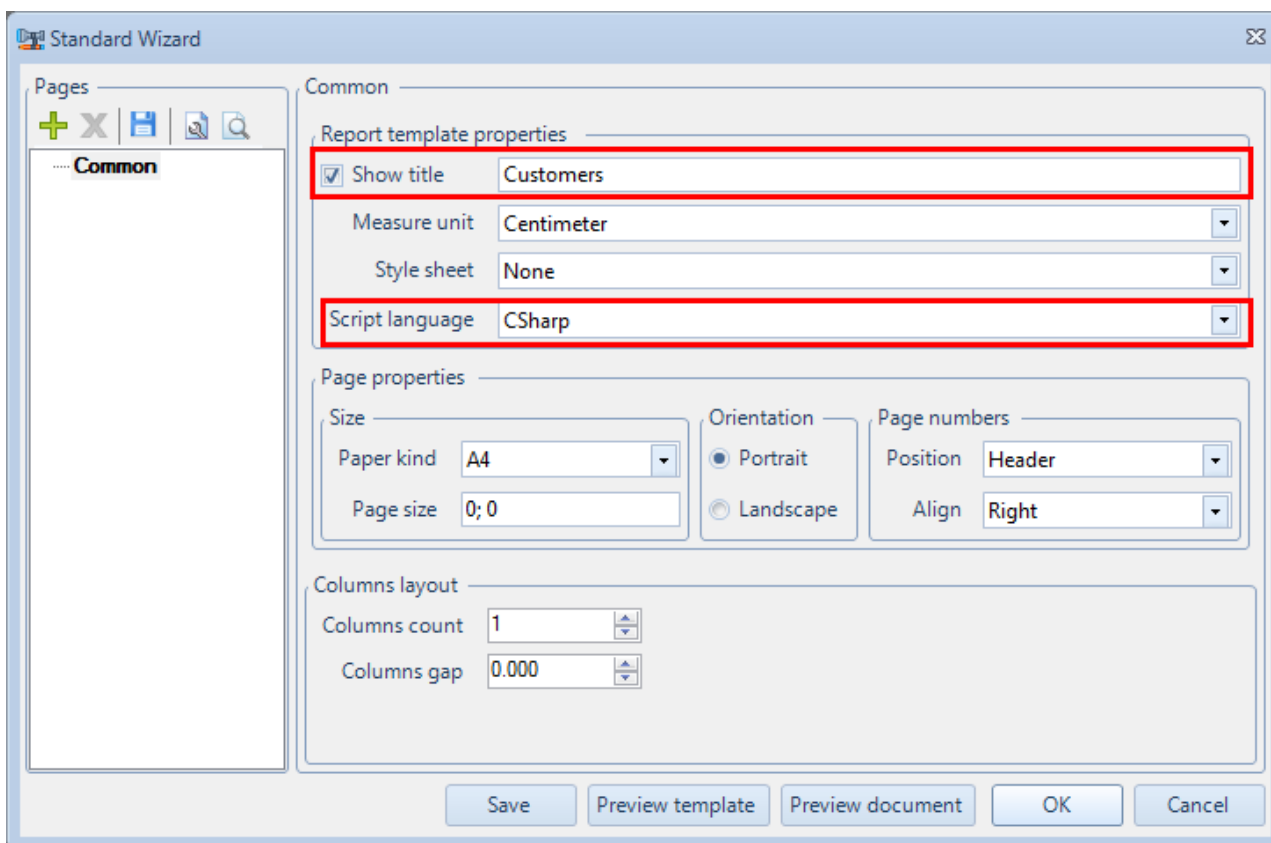 Standard Wizard
Pages
Common
Common
Report template properties
Show title Customers
Measure unit Centimeter
Style sheet None
Script language CSharp
Page properties
Size
Paper kind A4
Page size 0; 0
Orientation
Portrait
Landscape
Page numbers
Position Header
Align Right
Columns layout
Columns count 1
Columns gap 0.000
Save Preview template Preview document OK Cancel